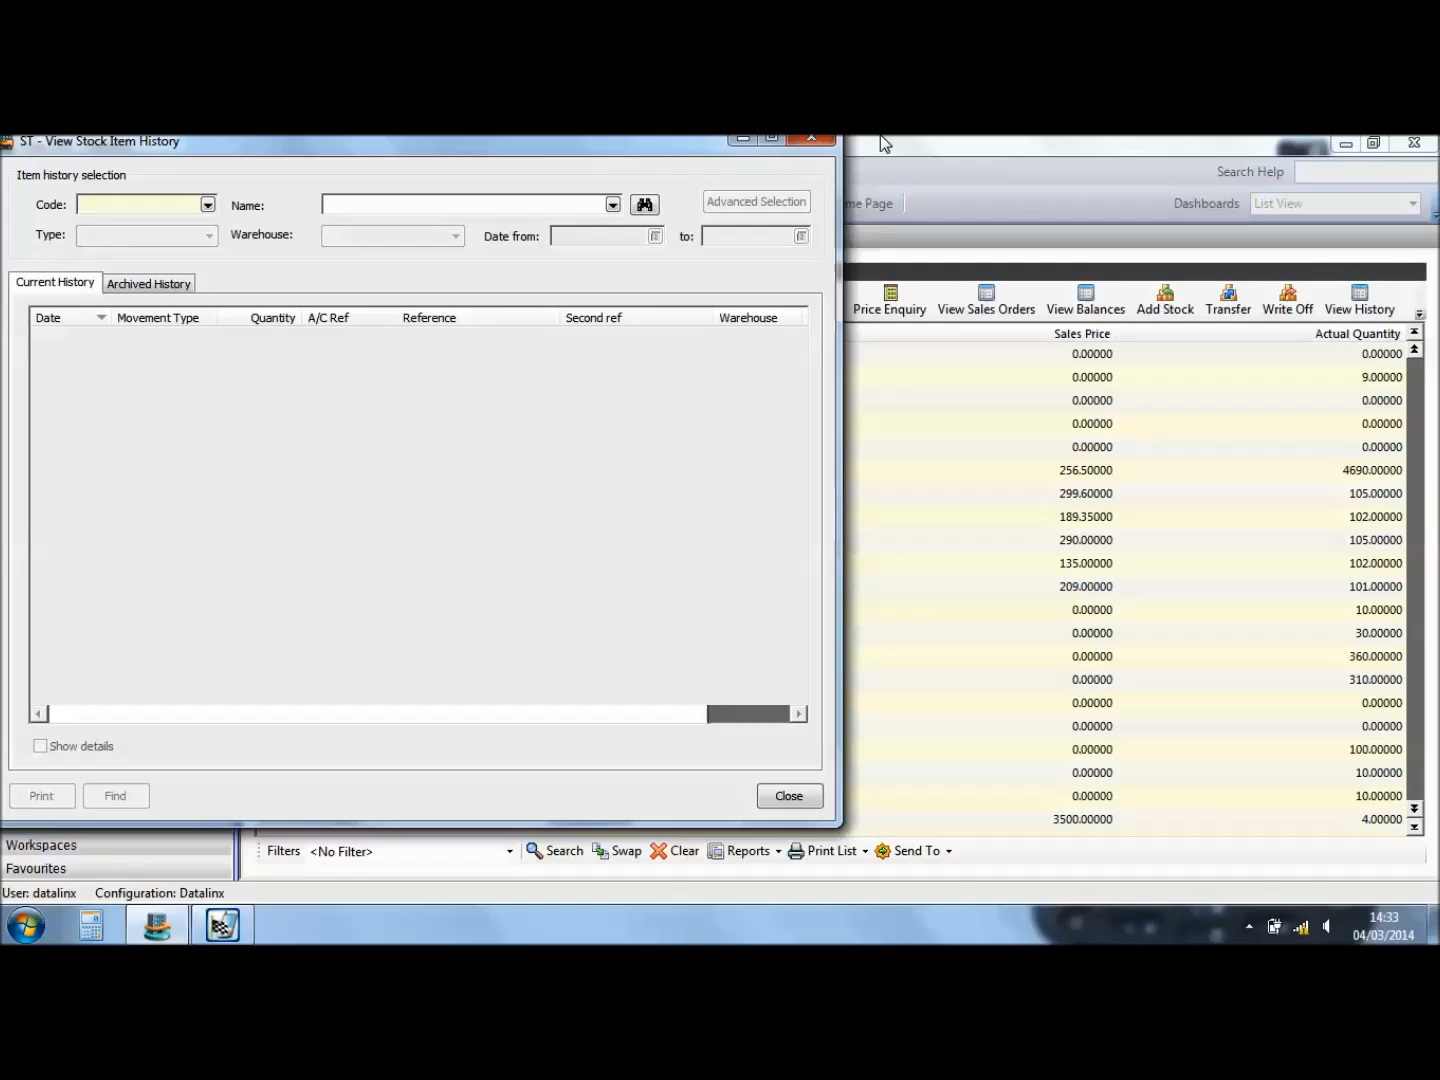 ST - View Stock Item History
Item history selection
Code: Name: Advanced Selection
Type: Warehouse: Date from: to:
Current History Archived History
Date Movement Type Quantity A/C Ref Reference Second ref Warehouse
Show details
Print Find Close
Search Help
me Page Dashboards List View
Price Enquiry View Sales Orders View Balances Add Stock Transfer Write Off View History
Sales Price Actual Quantity
0.00000 0.00000
0.00000 9.00000
0.00000 0.00000
0.00000 0.00000
0.00000 0.00000
256.50000 4690.00000
299.60000 105.00000
189.35000 102.00000
290.00000 105.00000
135.00000 102.00000
209.00000 101.00000
0.00000 10.00000
0.00000 30.00000
0.00000 360.00000
0.00000 310.00000
0.00000 0.00000
0.00000 0.00000
0.00000 100.00000
0.00000 10.00000
0.00000 10.00000
3500.00000 4.00000
Workspaces
Favourites
Filters <No Filter> Search Swap Clear Reports Print List Send To
User: datalinx Configuration: Datalinx
14:33
04/03/2014